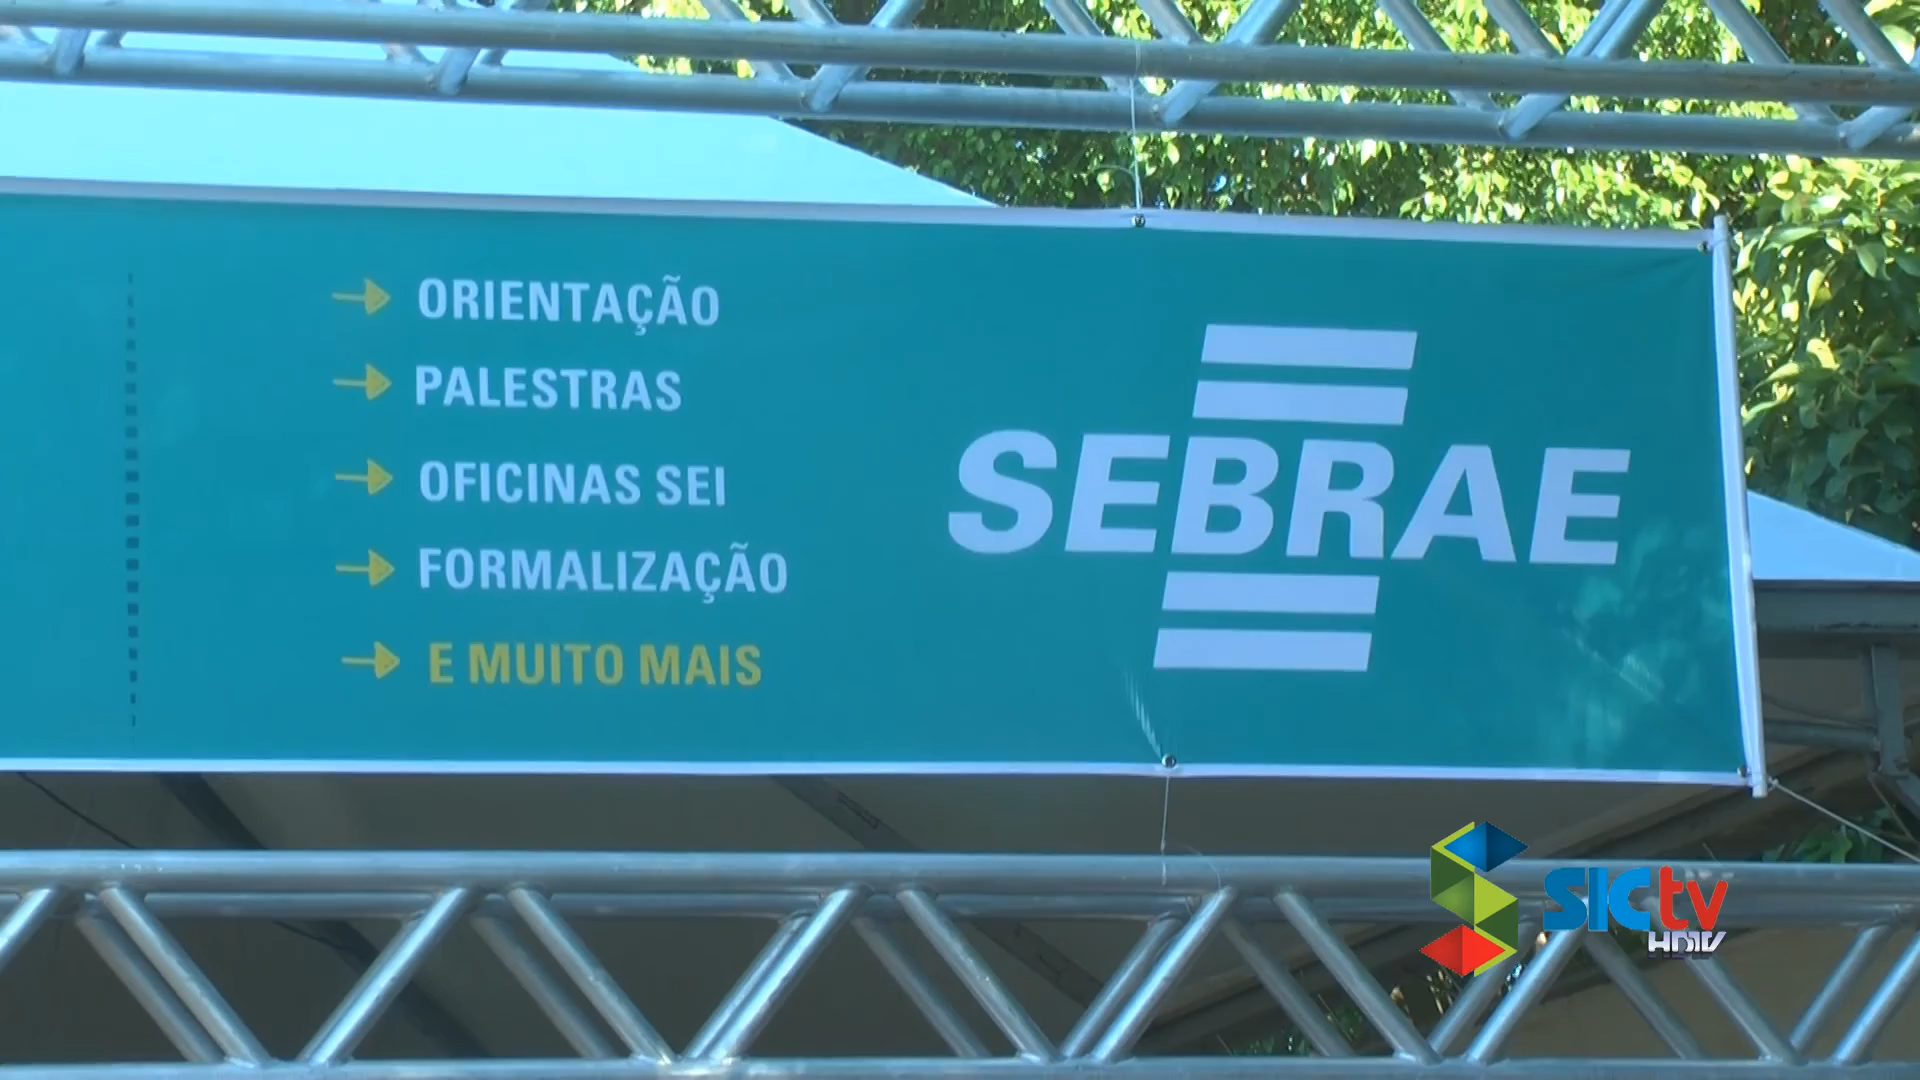 ORIENTAÇÃO
PALESTRAS
OFICINAS SEI
FORMALIZAÇÃO
E MUITO MAIS
SEBRAE
SICtv
HDTV